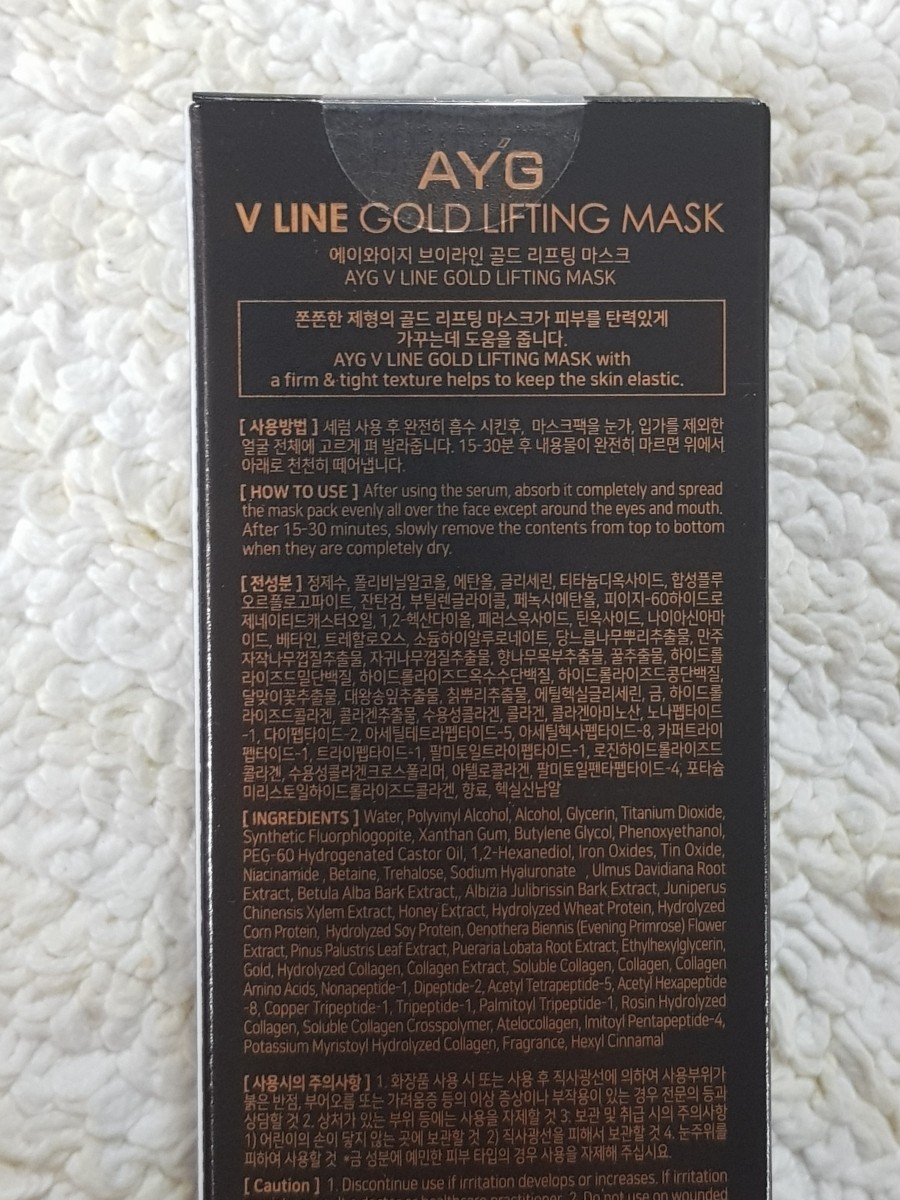 AY'G
V LINE GOLD LIFTING MASK
에이와이지 브이라인 골드 리프팅 마스크
AYG V LINE GOLD LIFTING MASK
쫀쫀한 제형의 골드 리프팅 마스크가 피부를 탄력있게
가꾸는데 도움을 줍니다.
AYG V LINE GOLD LIFTING MASK with
a firm & tight texture helps to keep the skin elastic.
[ 사용방법 ] 세럼 사용 후 완전히 흡수 시킨후, 마스크팩을 눈가, 입가를 제외한
얼굴 전체에 고르게 펴 발라줍니다. 15-30분 후 내용물이 완전히 마르면 위에서
아래로 천천히 떼어냅니다.
[ HOW TO USE ] After using the serum, absorb it completely and spread
the mask pack evenly all over the face except around the eyes and mouth.
After 15-30 minutes, slowly remove the contents from top to bottom
when they are completely dry.
[ 전성분 ] 정제수, 폴리비닐알코올, 에탄올, 글리세린, 티타늄디옥사이드, 합성플루
오르플로고파이트, 잔탄검, 부틸렌글라이콜, 페녹시에탄올, 피이지-60하이드로
제네이티드캐스터오일, 1,2-헥산다이올, 페러스옥사이드, 틴옥사이드, 나이아신아마
이드, 베타인, 트레할로오스, 소듐하이알루로네이트, 당느릅나무뿌리추출물, 만주
자작나무껍질추출물, 자귀나무껍질추출물, 향나무목부추출물, 꿀추출물, 하이드롤
라이즈드밀단백질, 하이드롤라이즈드옥수수단백질, 하이드롤라이즈드콩단백질,
달맞이꽃추출물, 대왕송잎추출물, 칡뿌리추출물, 에틸헥실글리세린, 금, 하이드롤
라이즈드콜라겐, 콜라겐추출물, 수용성콜라겐, 콜라겐, 콜라겐아미노산, 노나펩타이드
-1, 다이펩타이드-2, 아세틸테트라펩타이드-5, 아세틸헥사펩타이드-8, 카퍼트라이
펩타이드-1, 트라이펩타이드-1, 팔미토일트라이펩타이드-1, 로진하이드롤라이즈드
콜라겐, 수용성콜라겐크로스폴리머, 아텔로콜라겐, 팔미토일펜타펩타이드-4, 포타슘
미리스토일하이드롤라이즈드콜라겐, 향료, 헥실신남알
[ INGREDIENTS ] Water, Polyvinyl Alcohol, Alcohol, Glycerin, Titanium Dioxide,
Synthetic Fluorphlogopite, Xanthan Gum, Butylene Glycol, Phenoxyethanol,
PEG-60 Hydrogenated Castor Oil, 1,2-Hexanediol, Iron Oxides, Tin Oxide,
Niacinamide , Betaine, Trehalose, Sodium Hyaluronate , Ulmus Davidiana Root
Extract, Betula Alba Bark Extract,, Albizia Julibrissin Bark Extract, Juniperus
Chinensis Xylem Extract, Honey Extract, Hydrolyzed Wheat Protein, Hydrolyzed
Corn Protein, Hydrolyzed Soy Protein, Oenothera Biennis (Evening Primrose) Flower
Extract, Pinus Palustris Leaf Extract, Pueraria Lobata Root Extract, Ethylhexylglycerin,
Gold, Hydrolyzed Collagen, Collagen Extract, Soluble Collagen, Collagen, Collagen
Amino Acids, Nonapeptide-1, Dipeptide-2, Acetyl Tetrapeptide-5, Acetyl Hexapeptide
-8, Copper Tripeptide-1, Tripeptide-1, Palmitoyl Tripeptide-1, Rosin Hydrolyzed
Collagen, Soluble Collagen Crosspolymer, Atelocollagen, lmitoyl Pentapeptide-4,
Potassium Myristoyl Hydrolyzed Collagen, Fragrance, Hexyl Cinnamal
[ 사용시의 주의사항 ] 1. 화장품 사용 시 또는 사용 후 직사광선에 의하여 사용부위가
붉은 반점, 부어오름 또는 가려움증 등의 이상 증상이나 부작용이 있는 경우 전문의 등과
상담할 것 2. 상처가 있는 부위 등에는 사용을 자제할 것 3. 보관 및 취급 시의 주의사항
1) 어린이의 손이 닿지 않는 곳에 보관할 것 2) 직사광선을 피해서 보관할 것 4. 눈주위를
피하여 사용할 것 *금 성분에 예민한 피부 타입의 경우 사용을 자제해 주십시요.
[ Caution ] 1. Discontinue use if irritation develops or increases. If irritation
healthcare practitioner. 2. Do not use on wounded